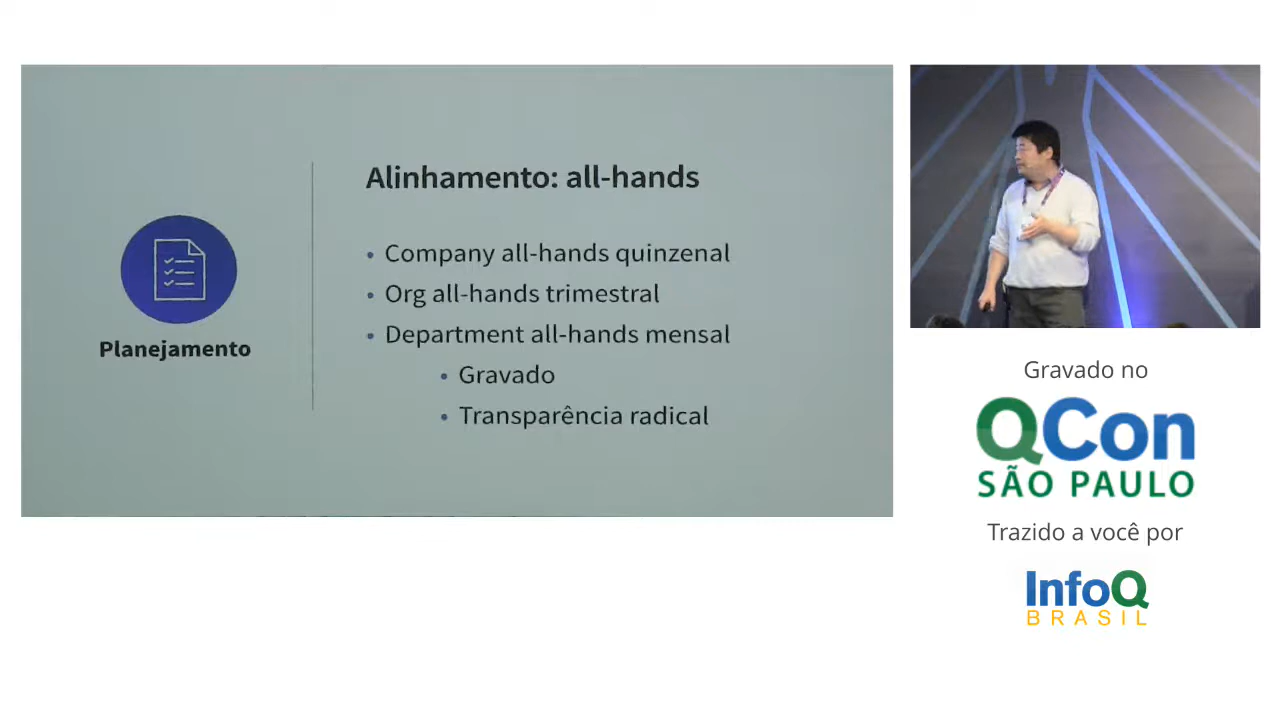 Planejamento
Alinhamento: all-hands
• Company all-hands quinzenal
• Org all-hands trimestral
• Department all-hands mensal
• Gravado
• Transparência radical
Gravado no
QCon
SÃO PAULO
Trazido a você por
InfoQ
BRASIL